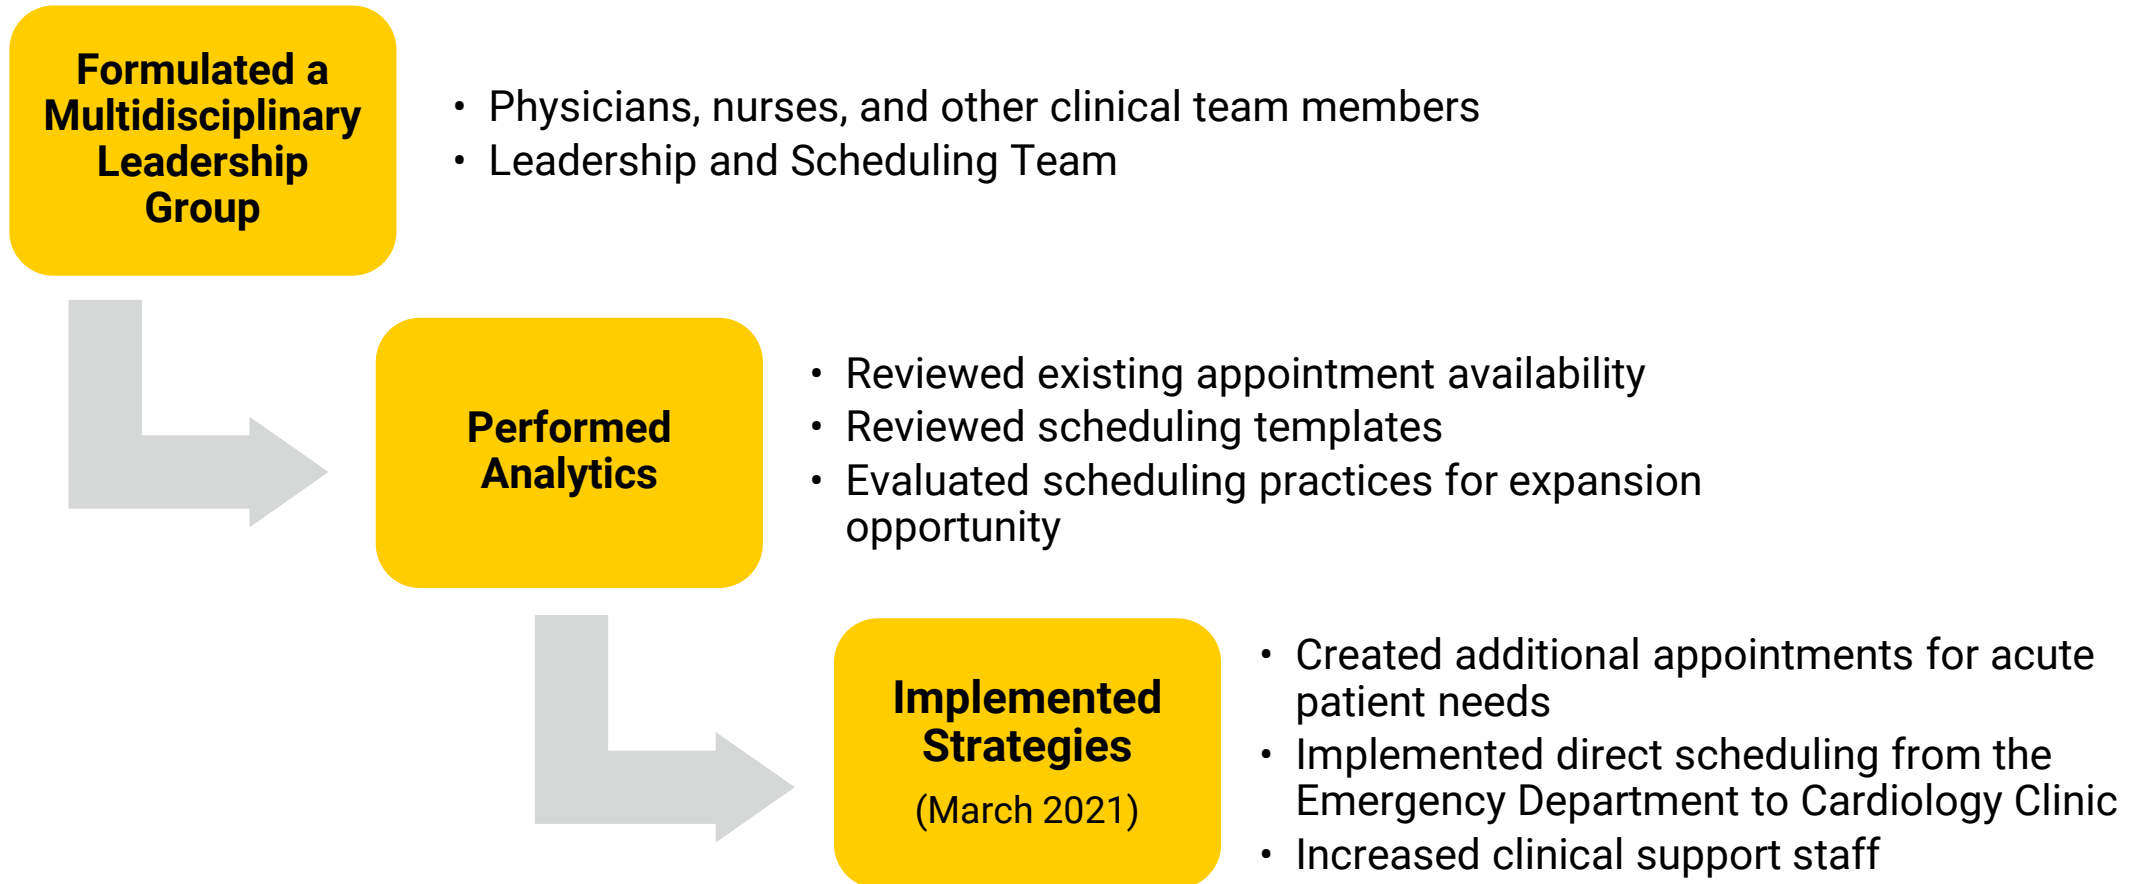 Formulated a
Multidisciplinary
Leadership
Group
• Physicians, nurses, and other clinical team members
• Leadership and Scheduling Team
Performed
Analytics
• Reviewed existing appointment availability
• Reviewed scheduling templates
• Evaluated scheduling practices for expansion
opportunity
Implemented
Strategies
(March 2021)
• Created additional appointments for acute
patient needs
• Implemented direct scheduling from the
Emergency Department to Cardiology Clinic
• Increased clinical support staff